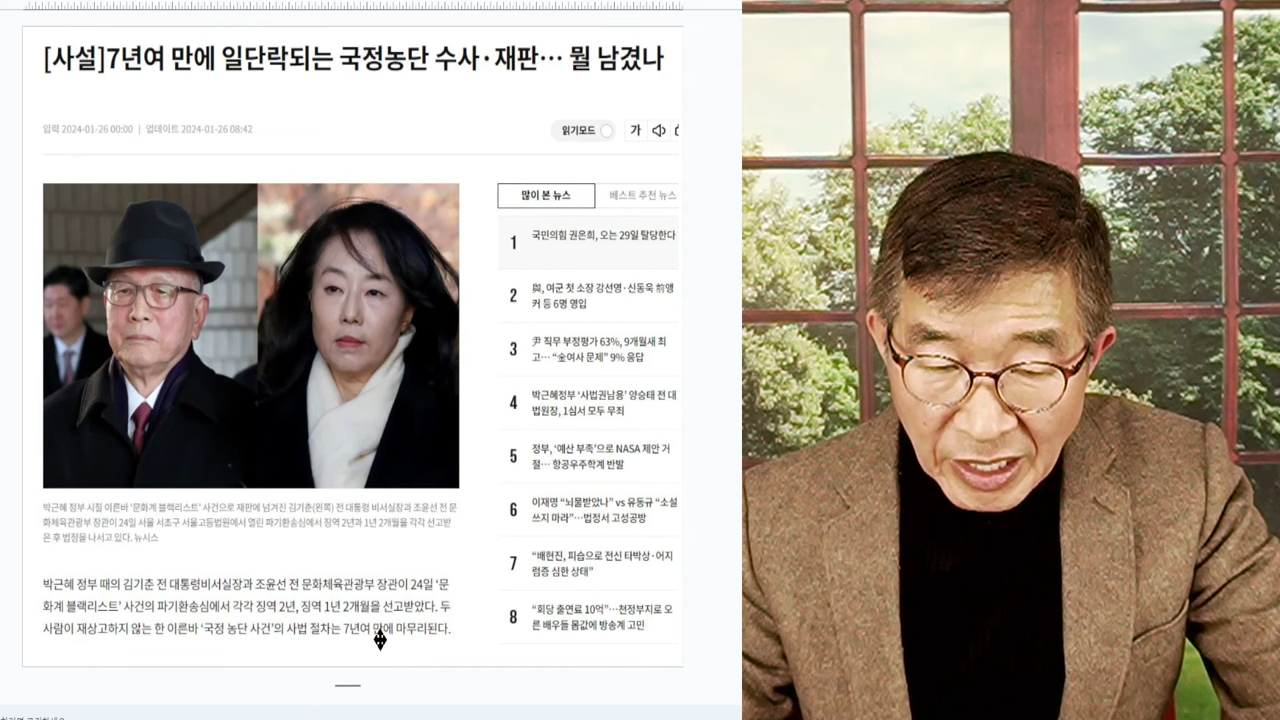 [사설]7년여 만에 일단락되는 국정농단 수사·재판… 뭘 남겼나
입력 2024-01-26 00:00 | 업데이트 2024-01-26 08:42
읽기모드
가
박근혜 정부 시절 이른바 '문화계 블랙리스트' 사건으로 재판에 넘겨진 김기춘(왼쪽) 전 대통령 비서실장과 조윤선 전 문
화체육관광부 장관이 24일 서울 서초구 서울고등법원에서 열린 파기환송심에서 징역 2년과 1년 2개월을 각각 선고받
은 후 법정을 나서고 있다. 뉴시스
박근혜 정부 때의 김기춘 전 대통령비서실장과 조윤선 전 문화체육관광부 장관이 24일 '문
화계 블랙리스트' 사건의 파기환송심에서 각각 징역 2년, 징역 1년 2개월을 선고받았다. 두
사람이 재상고하지 않는 한 이른바 '국정 농단 사건'의 사법 절차는 7년여 만에 마무리된다.
많이 본 뉴스
베스트 추천 뉴스
1 국민의힘 권은희, 오는 29일 탈당한다
2 與, 여군 첫 소장 강선영·신동욱 前앵
커 등 6명 영입
3 尹 직무 부정평가 63%, 9개월새 최
고… "金여사 문제" 9% 응답
4 박근혜정부 '사법권남용' 양승태 전 대
법원장, 1심서 모두 무죄
5 정부, '예산 부족'으로 NASA 제안 거
절… 항공우주학계 반발
6 이재명 "뇌물받았나" vs 유동규 "소설
쓰지 마라"…법정서 고성공방
7 "배현진, 피습으로 전신 타박상·어지
럼증 심한 상태"
8 "회당 출연료 10억"…천정부지로 오
른 배우들 몸값에 방송계 고민